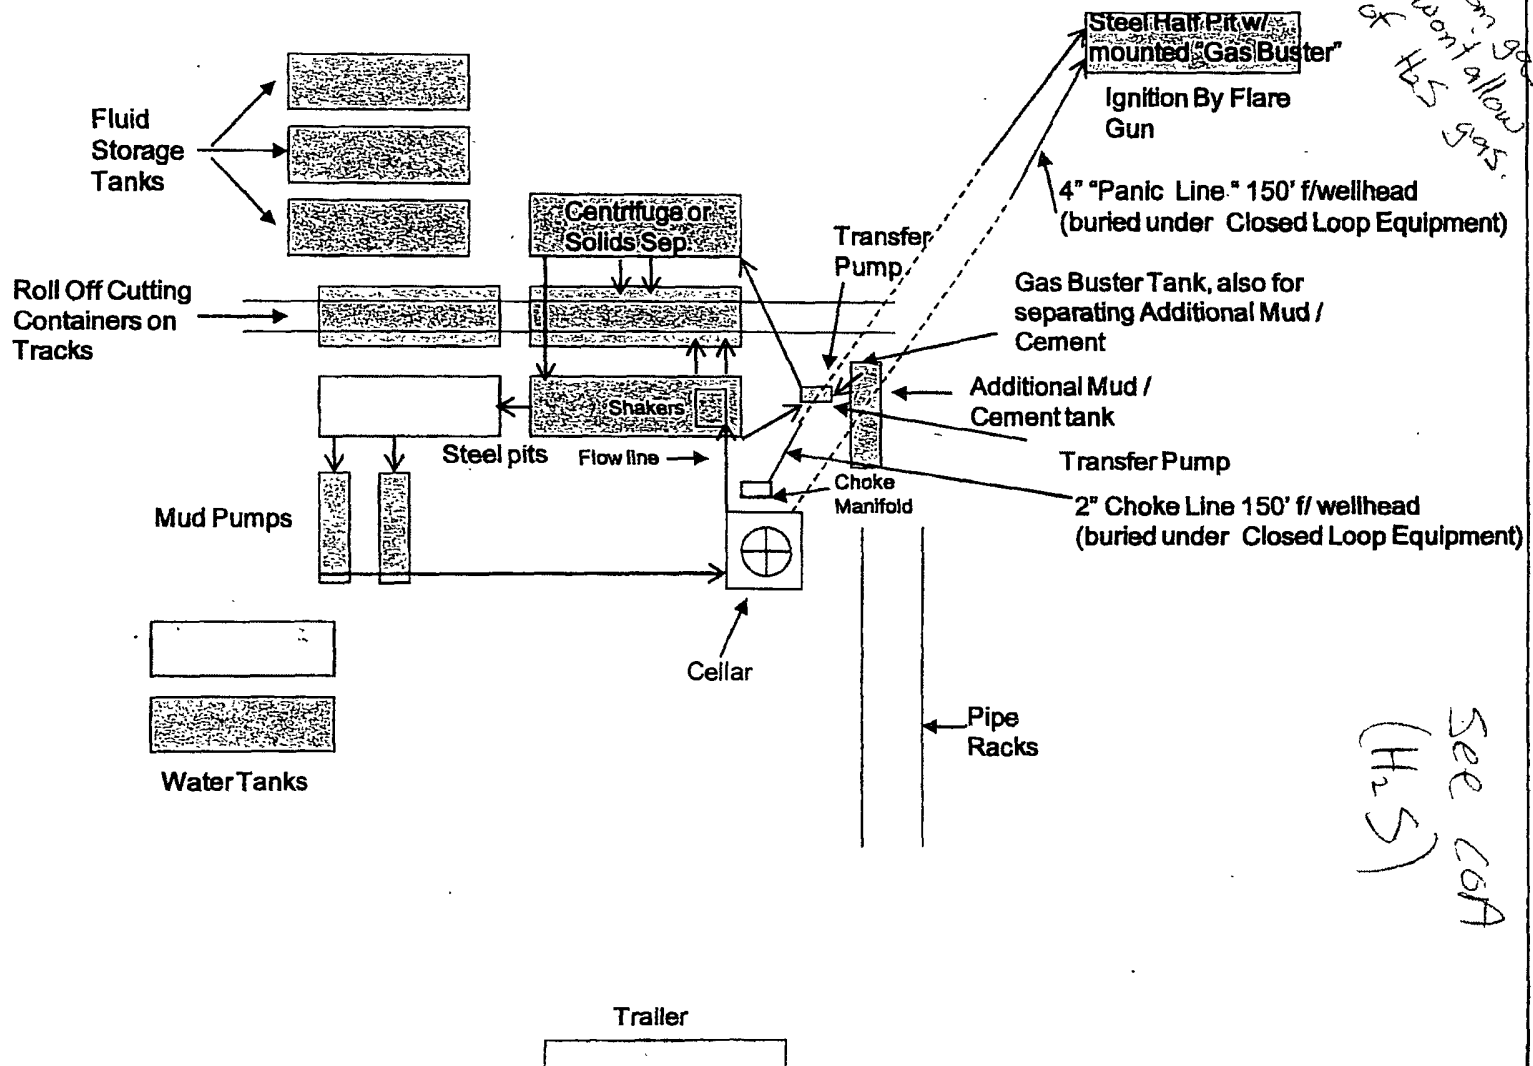 Steel Half Pit w/
mounted "Gas Buster"
Ignition By Flare
Gun
won't allow
of H2S gas.
Fluid
Storage
Tanks
4" "Panic Line " 150' f/wellhead
(buried under Closed Loop Equipment)
Centrifuge or
Solids Sep.
Transfer
Pump
Roll Off Cutting
Containers on
Tracks
Gas Buster Tank, also for
separating Additional Mud /
Cement
Additional Mud /
Cement tank
Shakers
Steel pits
Flow line
Transfer Pump
Choke
Manifold
2" Choke Line 150' f/ wellhead
(buried under Closed Loop Equipment)
Mud Pumps
Cellar
Pipe
Racks
Water Tanks
See COA
(H2S)
Trailer